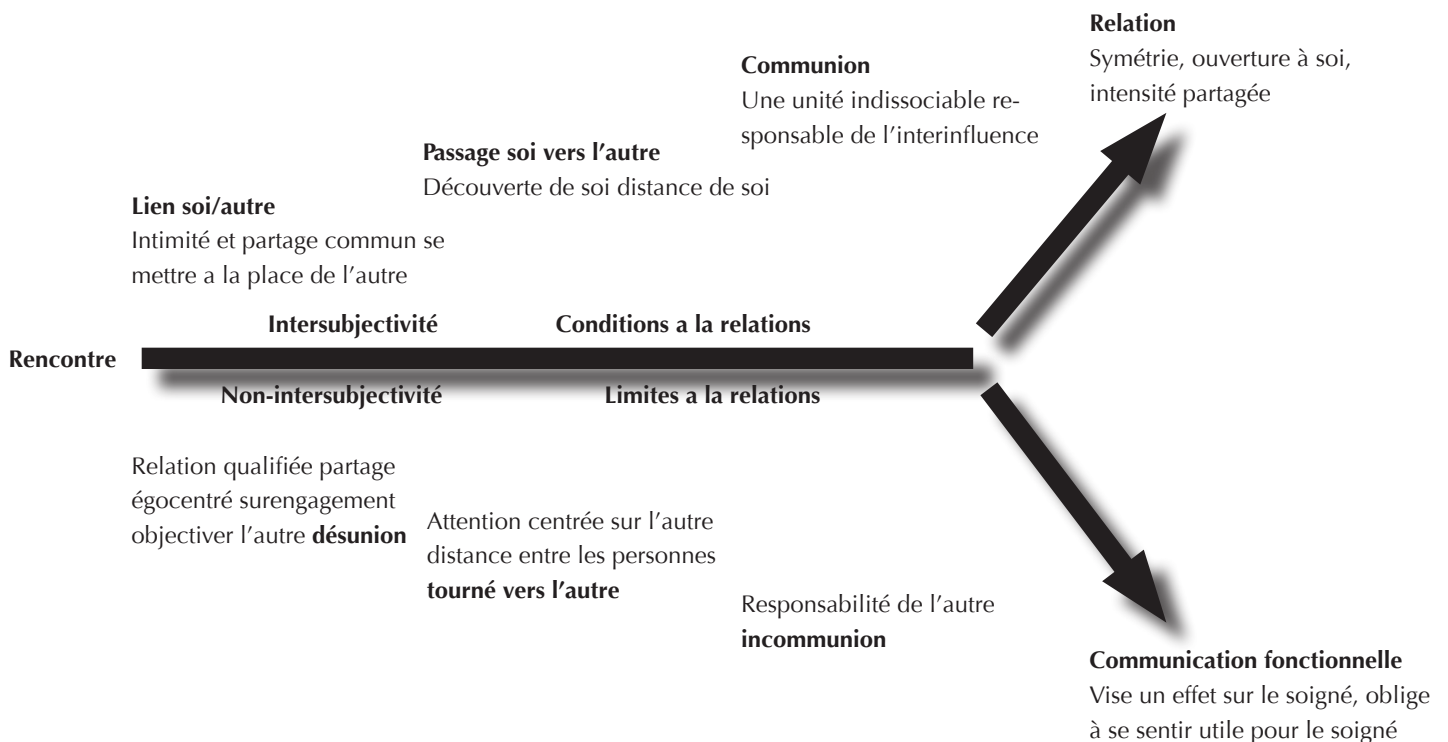 Relation
Symétrie, ouverture à soi,
intensité partagée
Communion
Une unité indissociable re-
sponsable de l'interinfluence
Passage soi vers l'autre
Découverte de soi distance de soi
Lien soi/autre
Intimité et partage commun se
mettre a la place de l'autre
Intersubjectivité
Conditions a la relations
Rencontre
Non-intersubjectivité
Limites a la relations
Relation qualifiée partage
égocentré surengagement
objectiver l'autre désunion
Attention centrée sur l'autre
distance entre les personnes
tourné vers l'autre
Responsabilité de l'autre
incommunion
Communication fonctionnelle
Vise un effet sur le soigné, oblige
à se sentir utile pour le soigné